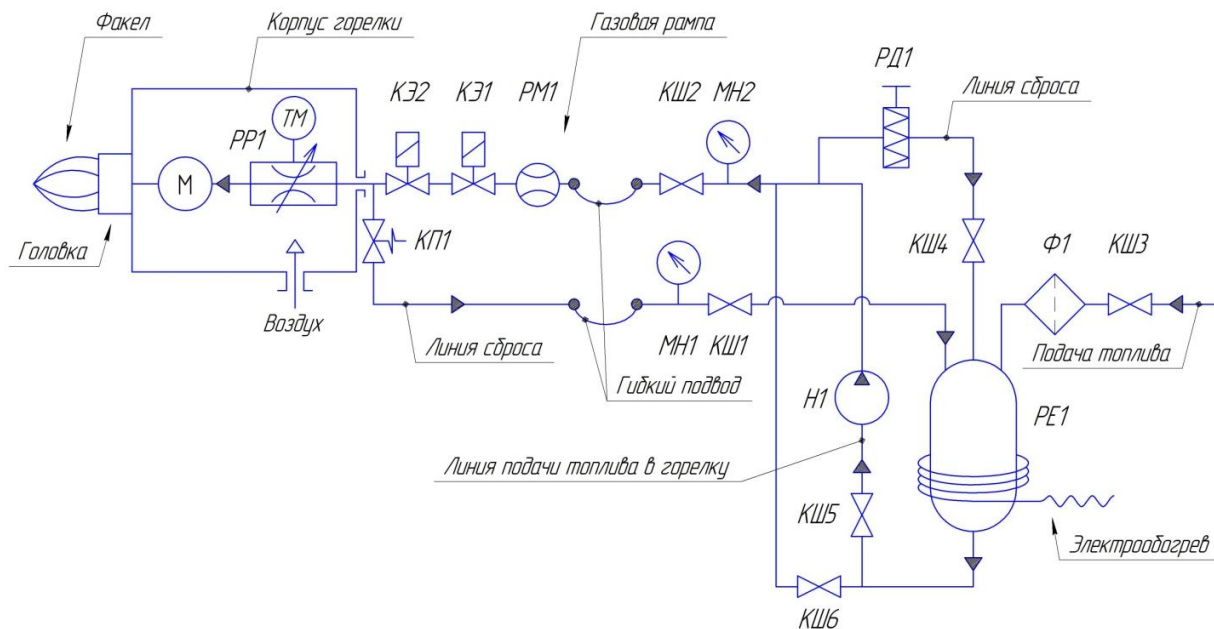 Факел
Корпус горелки
Газовая рампа
РД1
Линия сброса
КЭ2
КЭ1
РМ1
КШ2
МН2
РР1
ТМ
М
КП1
КШ4
Ф1
КШ3
Головка
Воздух
Линия сброса
МН1
КШ1
Подача топлива
Гибкий подвод
Н1
РЕ1
Линия подачи топлива в горелку
КШ5
Электрообогрев
КШ6